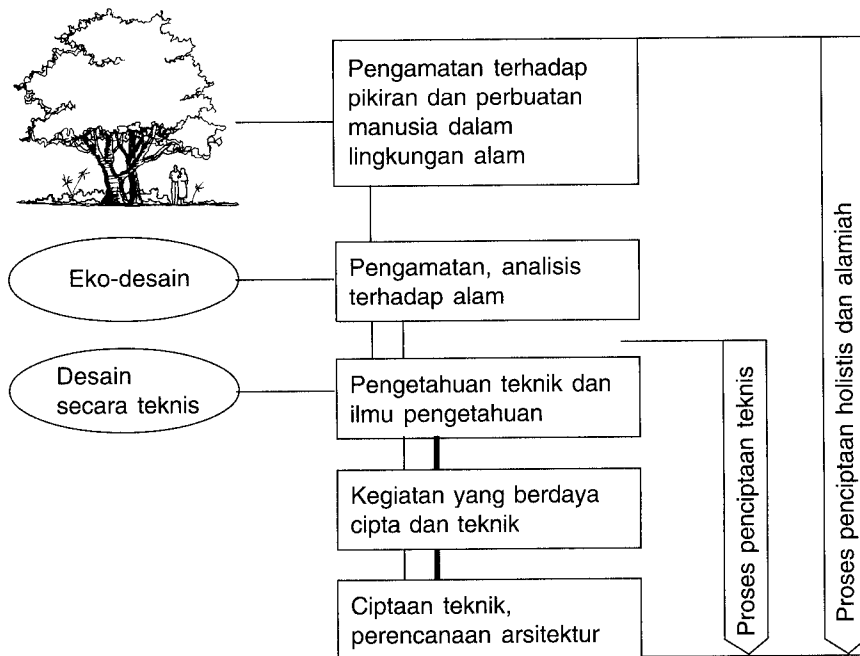 Pengamatan terhadap
pikiran dan perbuatan
manusia dalam
lingkungan alam
Eko-desain
Pengamatan, analisis
terhadap alam
Desain
secara teknis
Pengetahuan teknik dan
ilmu pengetahuan
Kegiatan yang berdaya
cipta dan teknik
Ciptaan teknik,
perencanaan arsitektur
Proses penciptaan teknis
Proses penciptaan holistis dan alamiah